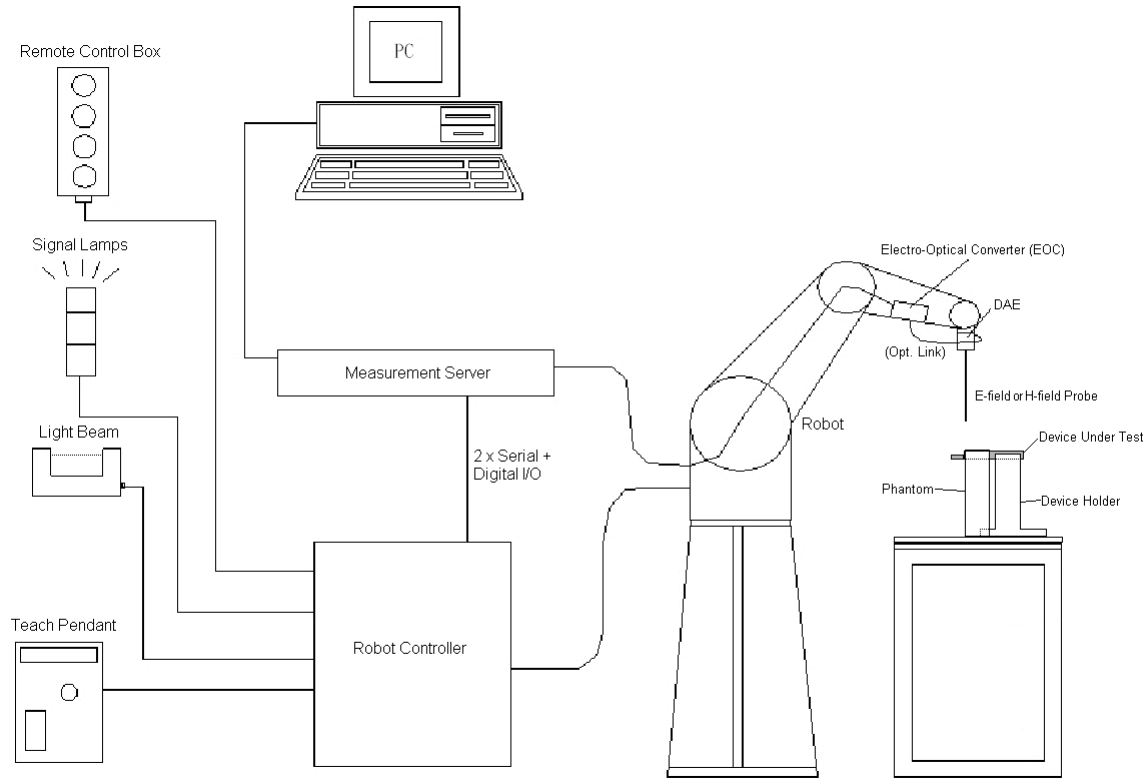 Remote Control Box
PC
Signal Lamps
Electro-Optical Converter (EOC)
DAE
(Opt. Link)
Measurement Server
E-field or H-field Probe
Robot
Light Beam
Device Under Test
2 x Serial +
Digital I/O
Phantom
Device Holder
Teach Pendant
Robot Controller